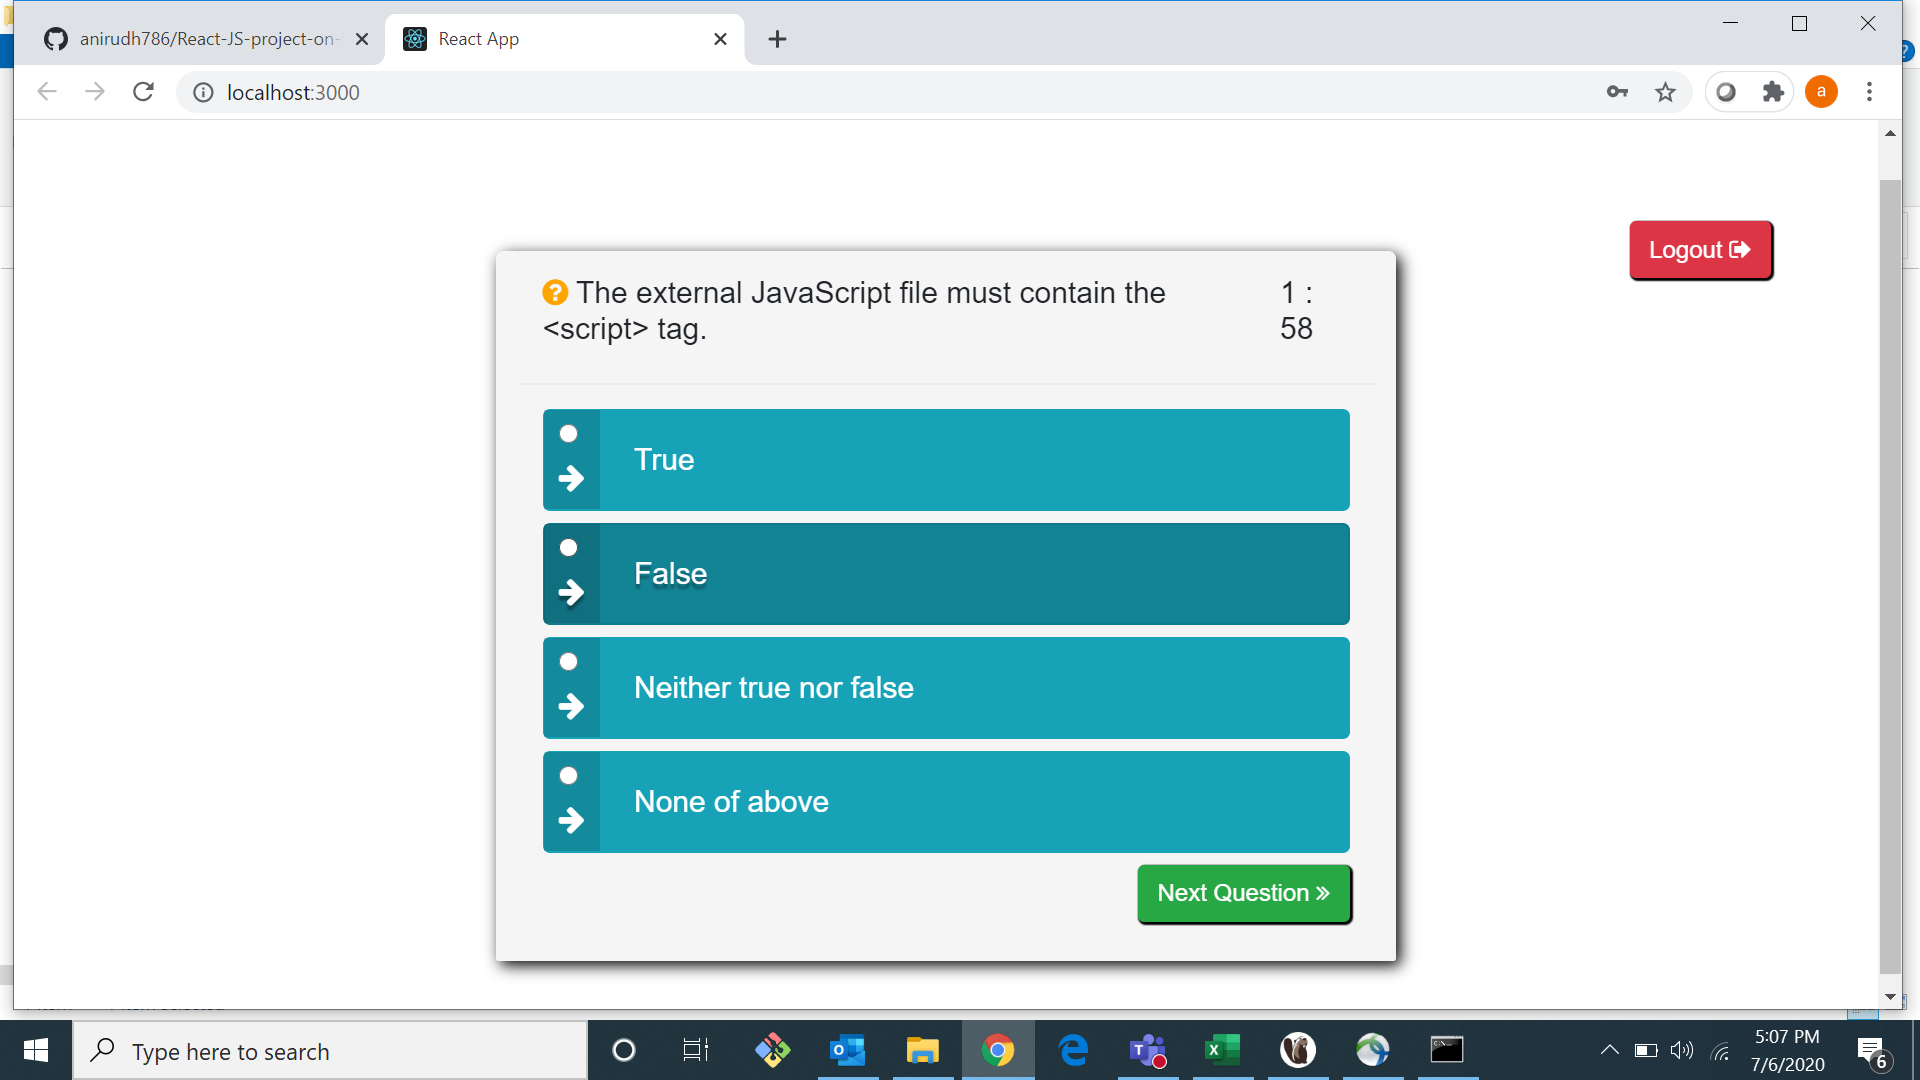 anirudh786/React-JS-project-on-
React App
localhost:3000
a
Logout
The external JavaScript file must contain the
<script> tag.
1 :
58
True
False
Neither true nor false
None of above
Next Question »
Type here to search
5:07 PM
7/6/2020
6